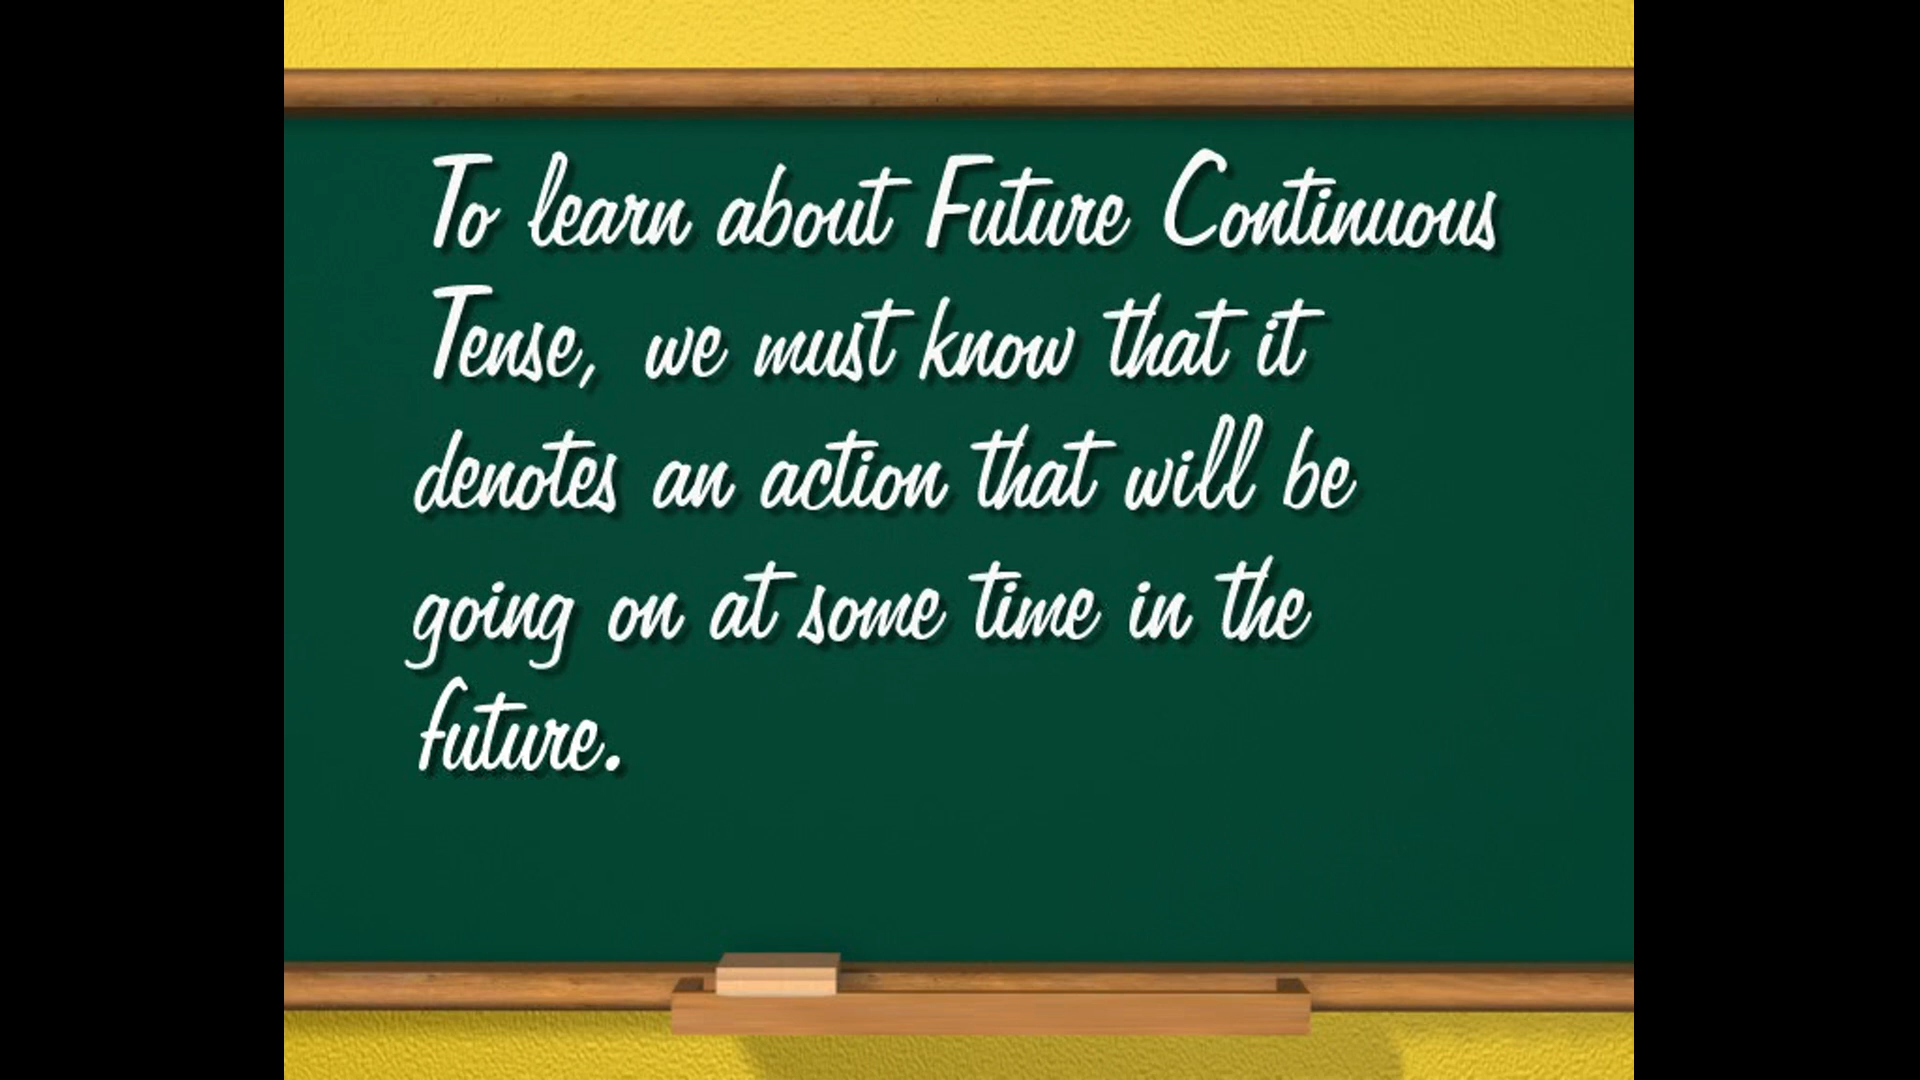 To learn about Future Continuous
Tense, we must know that it
denotes an action that will be
going on at some time in the
future.